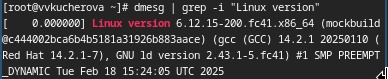 [root@vvkucherova ~]# dmesg | grep -i "Linux version"
[    0.000000] Linux version 6.12.15-200.fc41.x86_64 (mockbuild
@c4440002bca6b4b5181a31926b883aacc) (gcc (GCC) 14.2.1 20250110 (
Red Hat 14.2.1-7), GNU ld version 2.43.1-5.fc41) #1 SMP PREEMPT
_DYNAMIC Tue Feb 18 15:24:05 UTC 2025